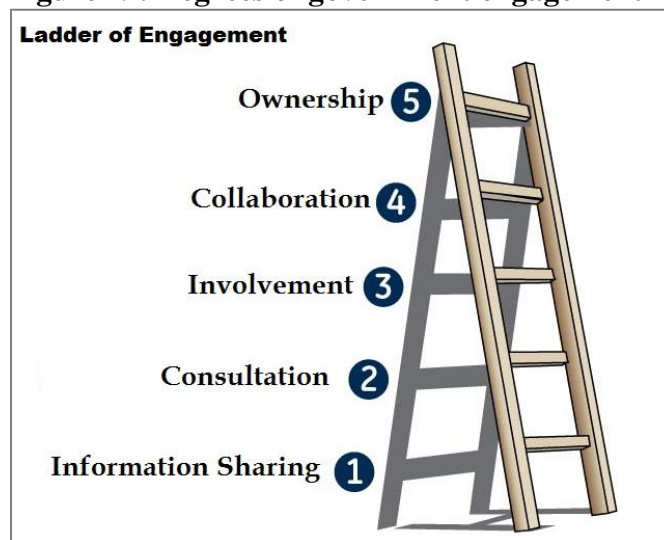 Ladder of Engagement
Ownership 5
Collaboration 4
Involvement 3
Consultation 2
Information Sharing 1